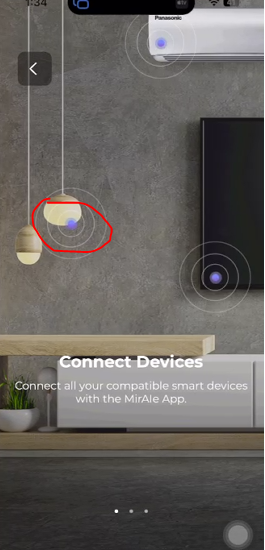 1:34
Panasonic
Connect Devices
Connect all your compatible smart devices
with the MirAIe App.